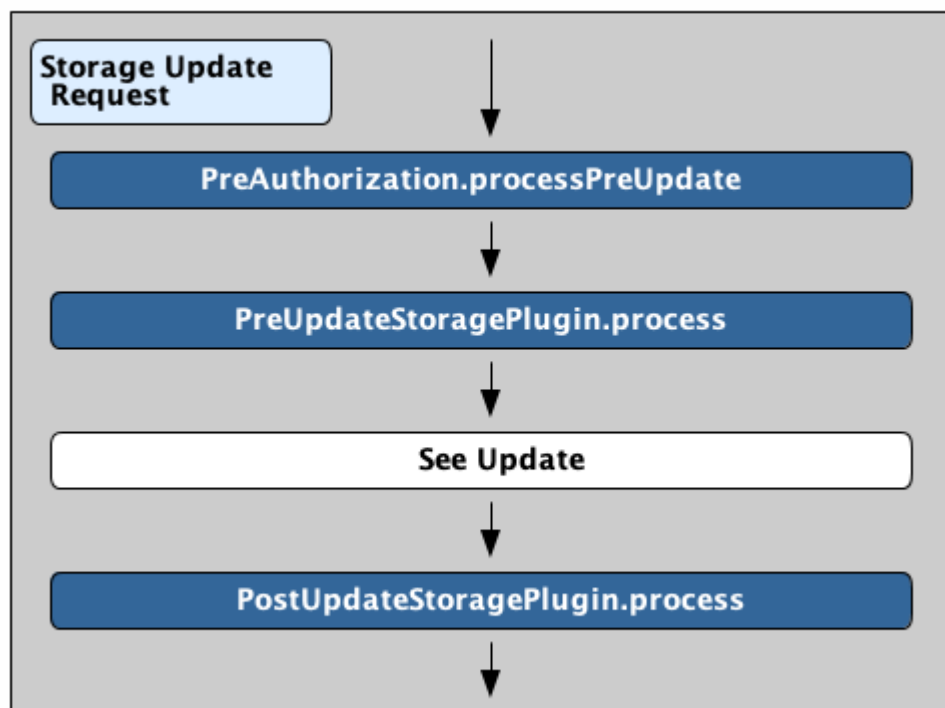 Storage Update
Request
PreAuthorization.processPreUpdate
PreUpdateStoragePlugin.process
See Update
PostUpdateStoragePlugin.process